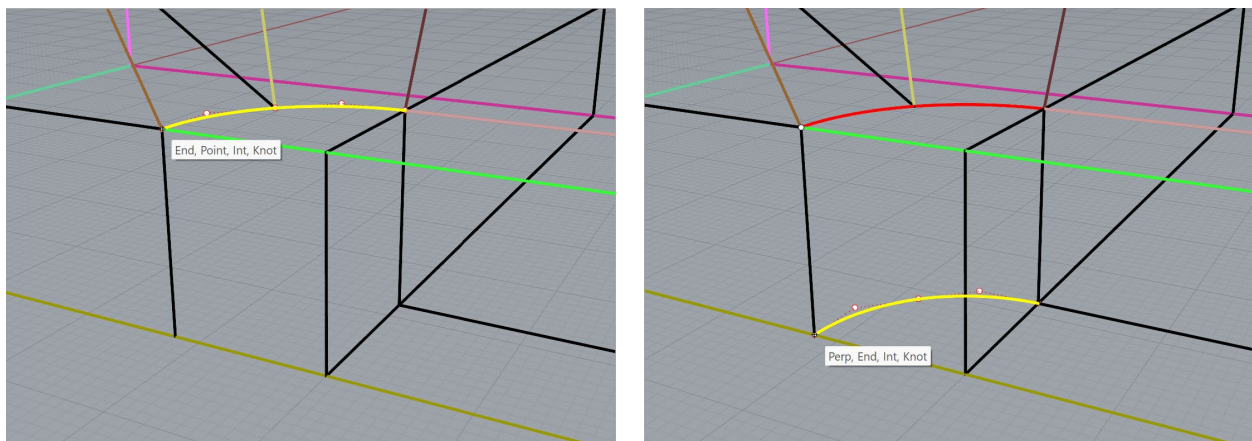 End, Point, Int, Knot
Perp, End, Int, Knot